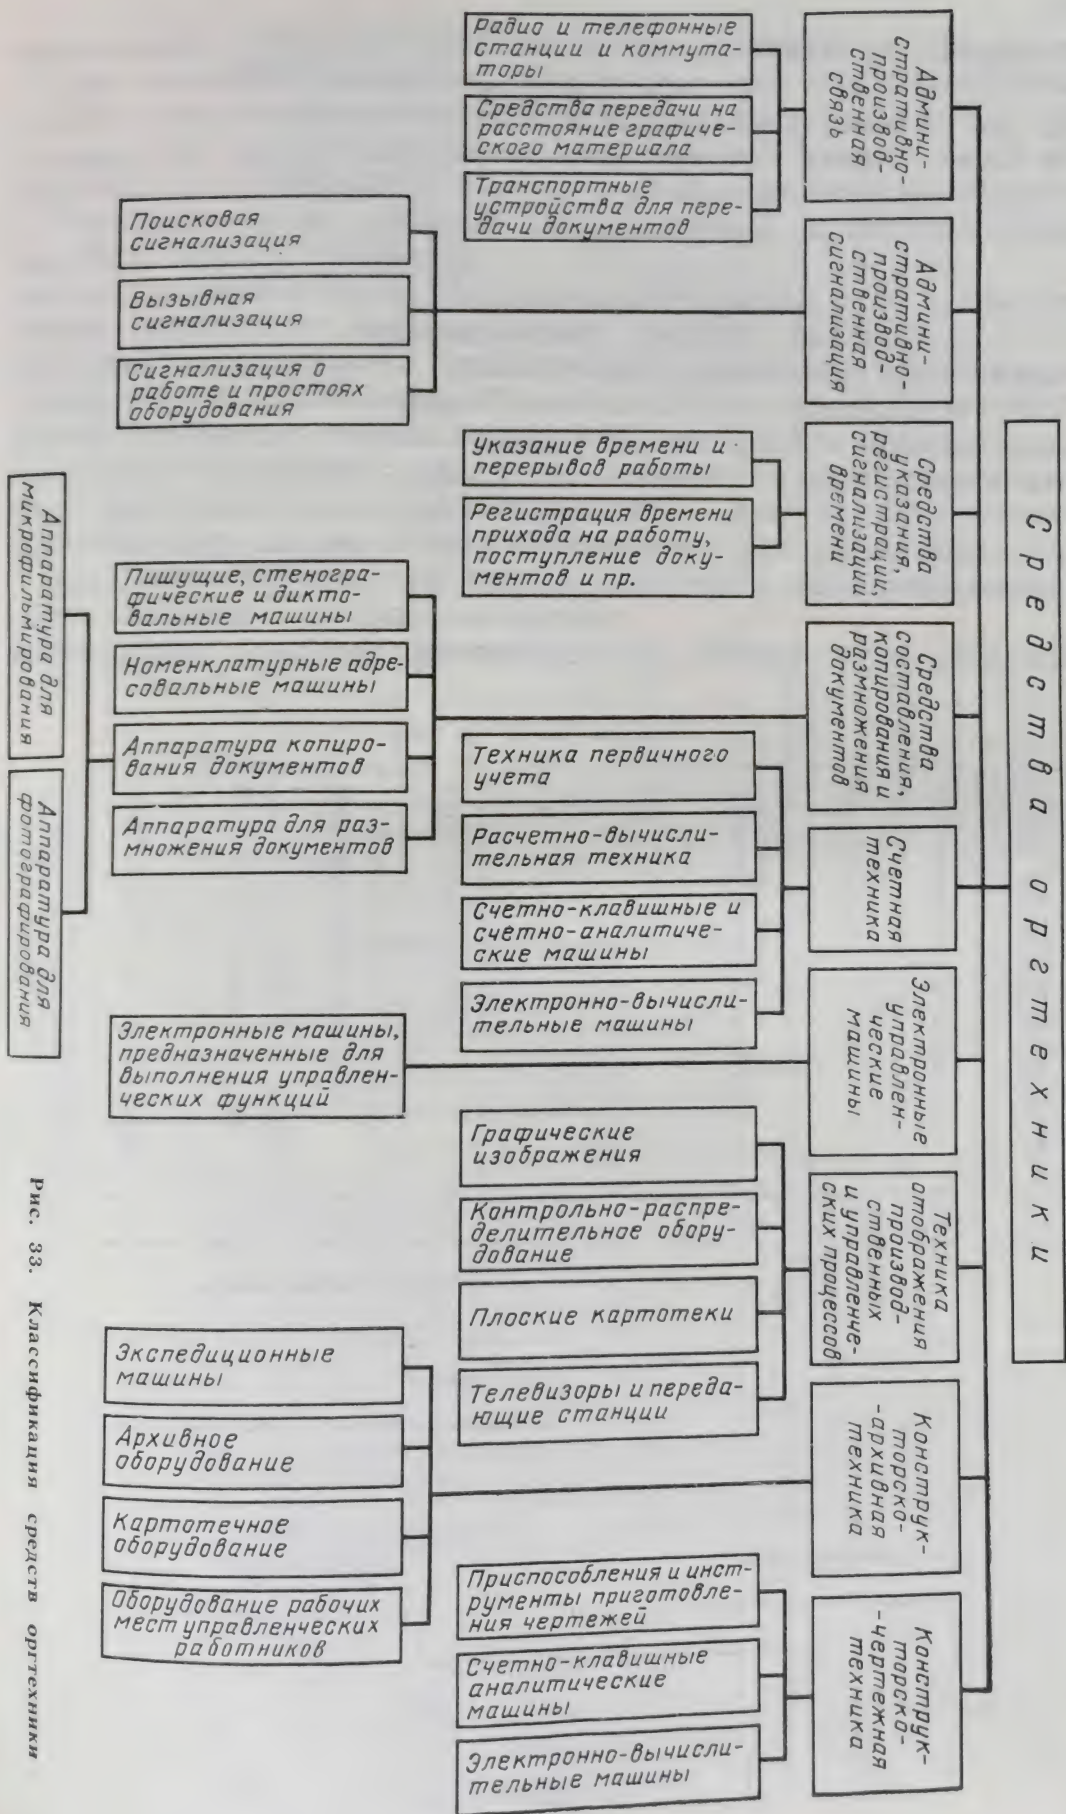 Средства оргтехники
Админи-
стративно-
производ-
ственная
связь
Радио и телефонные
станции и коммута-
торы
Средства передачи на
расстояние графиче-
ского материала
Транспортные
устройства для пере-
дачи документов
Админи-
стративно-
производ-
ственная
сигнализация
Поисковая
сигнализация
Вызывная
сигнализация
Сигнализация о
работе и простоях
оборудования
Средства
указания,
регистрации,
сигнализации
времени
Указание времени и
перерывов работы
Регистрация времени
прихода на работу,
поступление доку-
ментов и пр.
Средства
составления,
копирования и
размножения
документов
Пишущие, стеногра-
фические и дикто-
вальные машины
Номенклатурные адре-
совальные машины
Аппаратура копиро-
вания документов
Аппаратура для раз-
множения документов
Аппаратура для
микрофильмирования
Аппаратура для
фотографирования
Счетная
техника
Техника первичного
учета
Расчетно-вычисли-
тельная техника
Счетно-клавишные и
счетно-аналитиче-
ские машины
Электронно-вычисли-
тельные машины
Электронные
управлен-
ческие
машины
Электронные машины,
предназначенные для
выполнения управлен-
ческих функций
Техника
отображения
производ-
ственных
и управленче-
ских процессов
Графические
изображения
Контрольно-распре-
делительное обору-
дование
Плоские картотеки
Телевизоры и переда-
ющие станции
Конструк-
торско-
-архивная
техника
Экспедиционные
машины
Архивное
оборудование
Картотечное
оборудование
Оборудование рабочих
мест управленческих
работников
Конструк-
торско-
-чертежная
техника
Приспособления и инст-
рументы приготовле-
ния чертежей
Счетно-клавишные
аналитические
машины
Электронно-вычисли-
тельные машины
Рис. 33. Классификация средств оргтехники